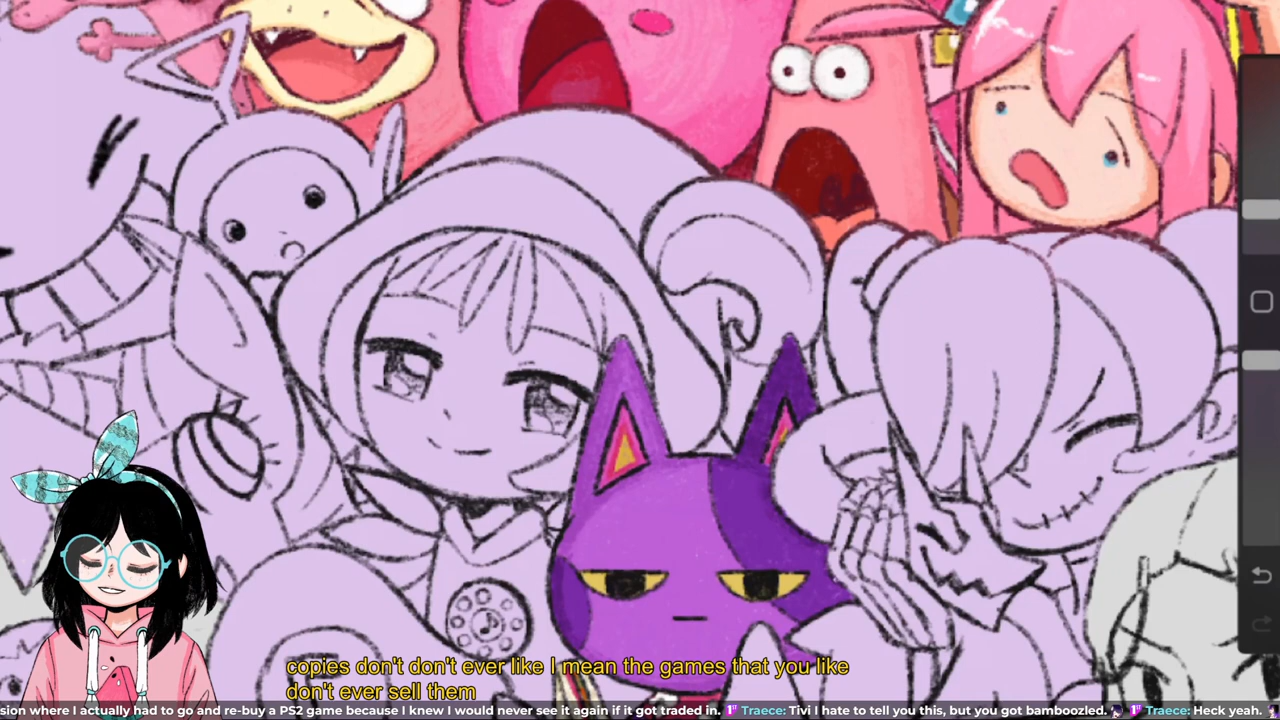 copies don't don't ever like I mean the games that you like
don't ever sell them
sion where I actually had to go and re-buy a PS2 game because I knew I would never see it again if it got traded in. 1st Traece: Tivi I hate to tell you this, but you got bamboozled. 1st Traece: Heck yeah.